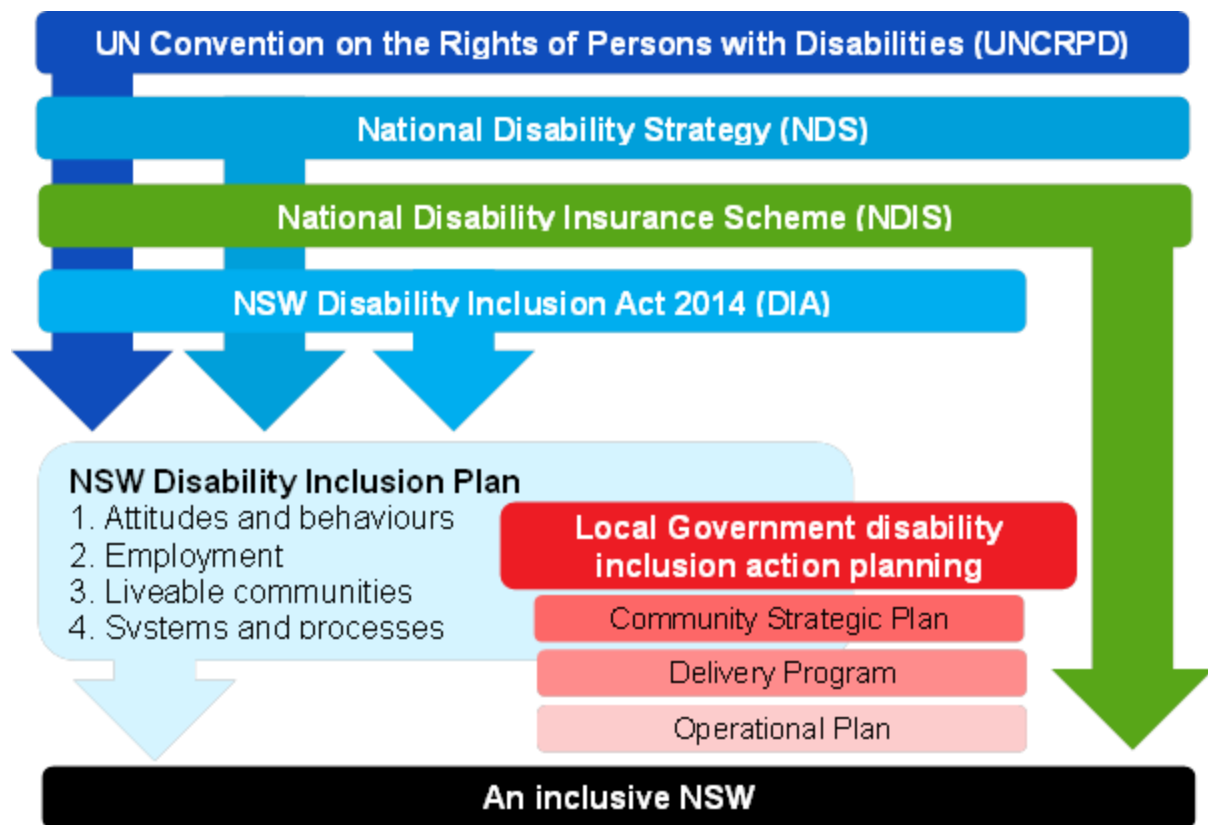 UN Convention on the Rights of Persons with Disabilities (UNCRPD)
National Disability Strategy (NDS)
National Disability Insurance Scheme (NDIS)
NSW Disability Inclusion Act 2014 (DIA)
NSW Disability Inclusion Plan
1. Attitudes and behaviours
2. Employment
3. Liveable communities
4. Systems and processes
Local Government disability
inclusion action planning
Community Strategic Plan
Delivery Program
Operational Plan
An inclusive NSW